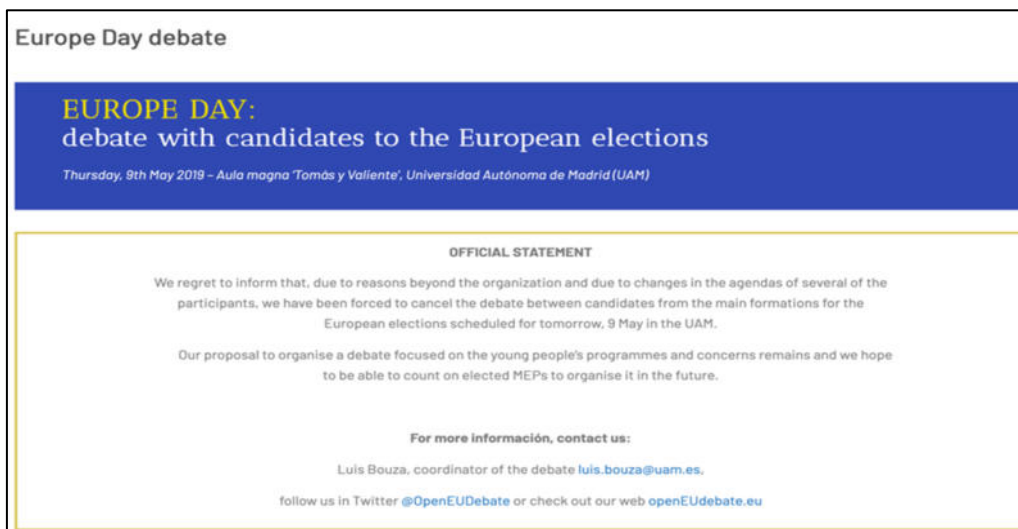 Europe Day debate
EUROPE DAY:
debate with candidates to the European elections
Thursday, 9th May 2019 – Aula magna ‘Tomás y Valiente’, Universidad Autónoma de Madrid (UAM)
OFFICIAL STATEMENT
We regret to inform that, due to reasons beyond the organization and due to changes in the agendas of several of the
participants, we have been forced to cancel the debate between candidates from the main formations for the
European elections scheduled for tomorrow, 9 May in the UAM.
Our proposal to organise a debate focused on the young people's programmes and concerns remains and we hope
to be able to count on elected MEPs to organise it in the future.
For more información, contact us:
Luis Bouza, coordinator of the debate luis.bouza@uam.es,
follow us in Twitter @OpenEUDebate or check out our web openEUdebate.eu